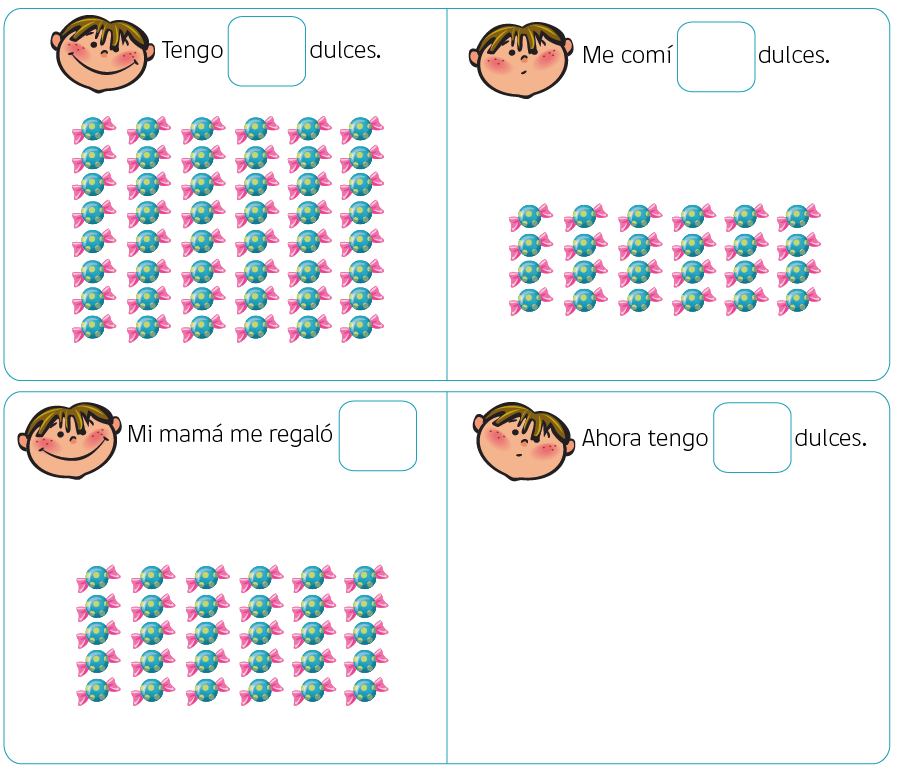 Tengo dulces.
Me comí dulces.
Mi mamá me regaló
Ahora tengo dulces.